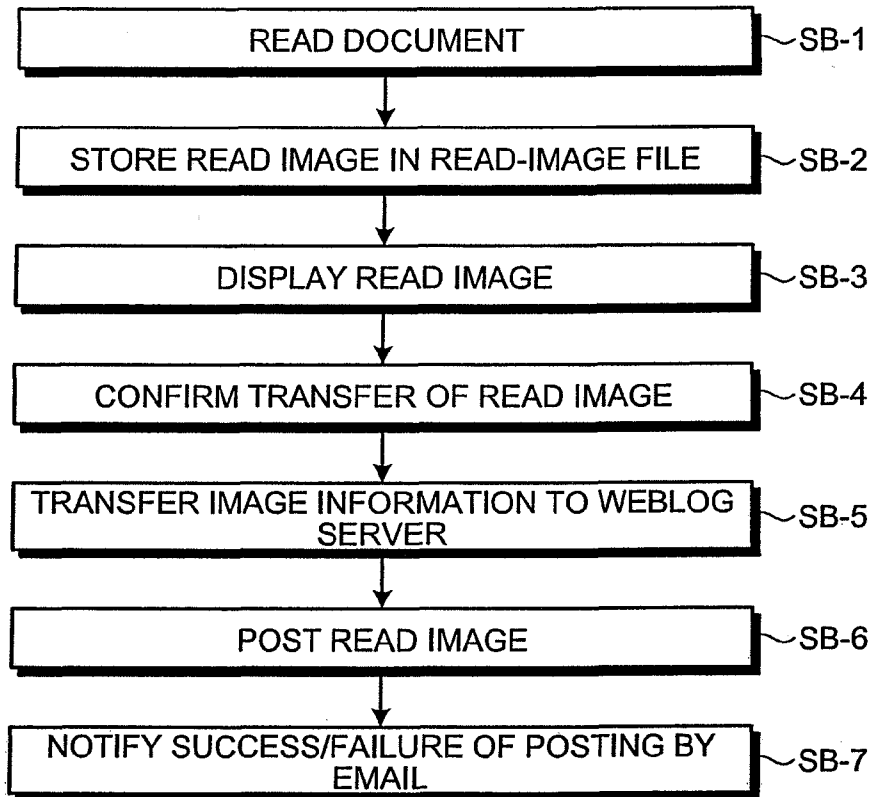 READ DOCUMENT
SB-1
STORE READ IMAGE IN READ-IMAGE FILE
SB-2
DISPLAY READ IMAGE
SB-3
CONFIRM TRANSFER OF READ IMAGE
SB-4
TRANSFER IMAGE INFORMATION TO WEBLOG
SERVER
SB-5
POST READ IMAGE
SB-6
NOTIFY SUCCESS/FAILURE OF POSTING BY
EMAIL
SB-7